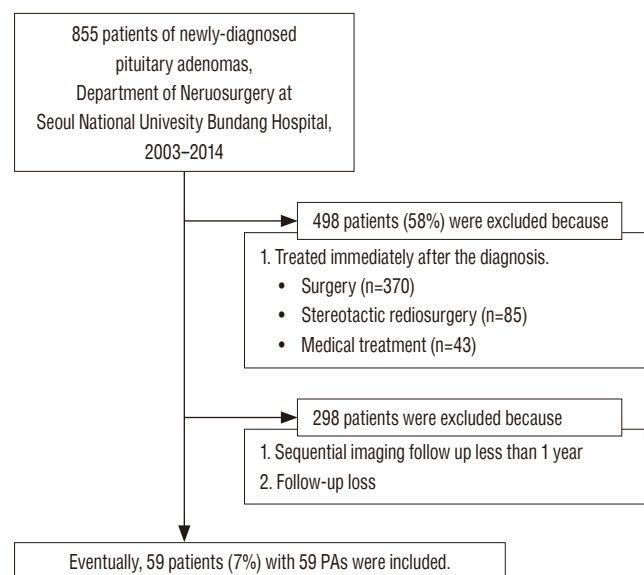 855 patients of newly-diagnosed
pituitary adenomas,
Department of Neruosurgery at
Seoul National Univesity Bundang Hospital,
2003–2014
498 patients (58%) were excluded because
1. Treated immediately after the diagnosis.
• Surgery (n=370)
• Stereotactic rediosurgery (n=85)
• Medical treatment (n=43)
298 patients were excluded because
1. Sequential imaging follow up less than 1 year
2. Follow-up loss
Eventually, 59 patients (7%) with 59 PAs were included.